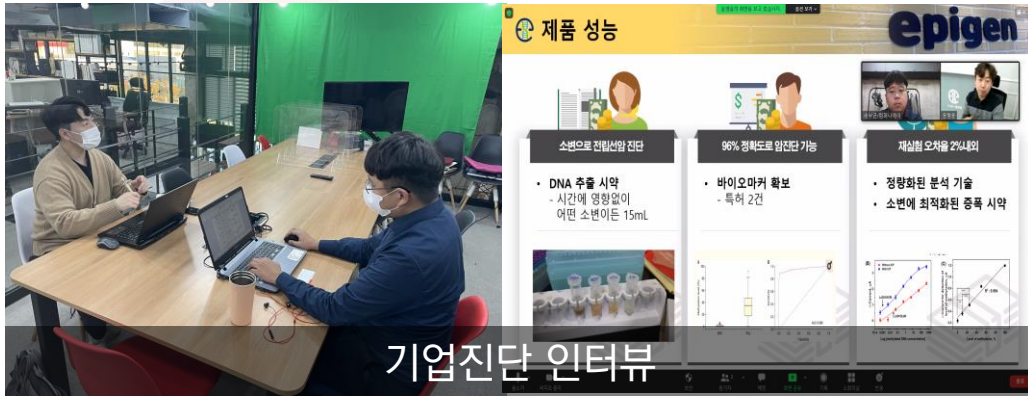 제품 성능
epigen
소변으로 전립선암 진단
• DNA 추출 시약
- 시간에 영향없이
어떤 소변이든 15mL
96% 정확도로 암진단 가능
• 바이오마커 확보
- 특허 2건
재실험 오차율 2%내외
• 정량화된 분석 기술
• 소변에 최적화된 증폭 시약
기업진단 인터뷰